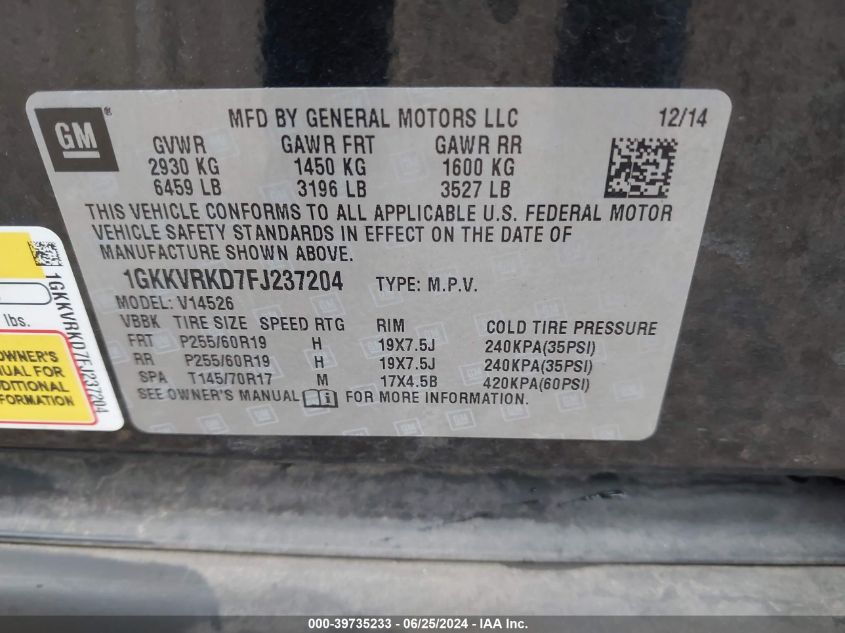 GM ®
MFD BY GENERAL MOTORS LLC 12/14
GVWR GAWR FRT GAWR RR
2930 KG 1450 KG 1600 KG
6459 LB 3196 LB 3527 LB
THIS VEHICLE CONFORMS TO ALL APPLICABLE U.S. FEDERAL MOTOR
VEHICLE SAFETY STANDARDS IN EFFECT ON THE DATE OF
MANUFACTURE SHOWN ABOVE.
1GKKVRKD7FJ237204 TYPE: M.P.V.
MODEL: V14526
VBBK TIRE SIZE SPEED RTG RIM COLD TIRE PRESSURE
FRT P255/60R19 H 19X7.5J 240KPA(35PSI)
RR P255/60R19 H 19X7.5J 240KPA(35PSI)
SPA T145/70R17 M 17X4.5B 420KPA(60PSI)
SEE OWNER'S MANUAL i FOR MORE INFORMATION.
1GKKVRKD7FJ237204
lbs.
OWNER'S
UAL FOR
DDITIONAL
FORMATION
000-39735233 - 06/25/2024 - IAA Inc.